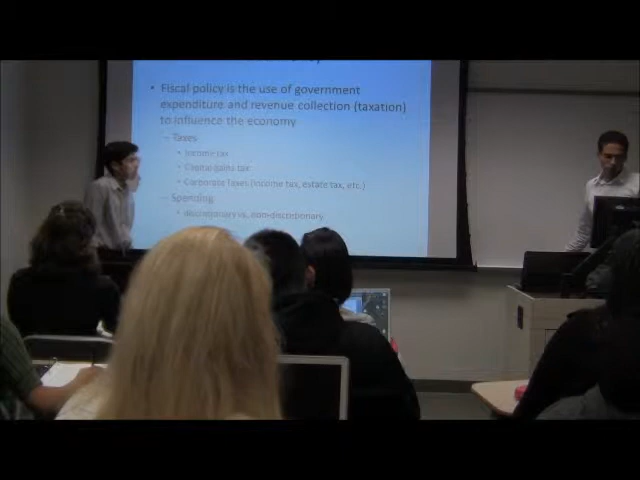 • Fiscal policy is the use of government
expenditure and revenue collection (taxation)
to influence the economy
– Taxes
• Income tax
• Capital gains tax
• Corporate Taxes (income tax, estate tax, etc.)
– Spending
• discretionary vs. non-discretionary